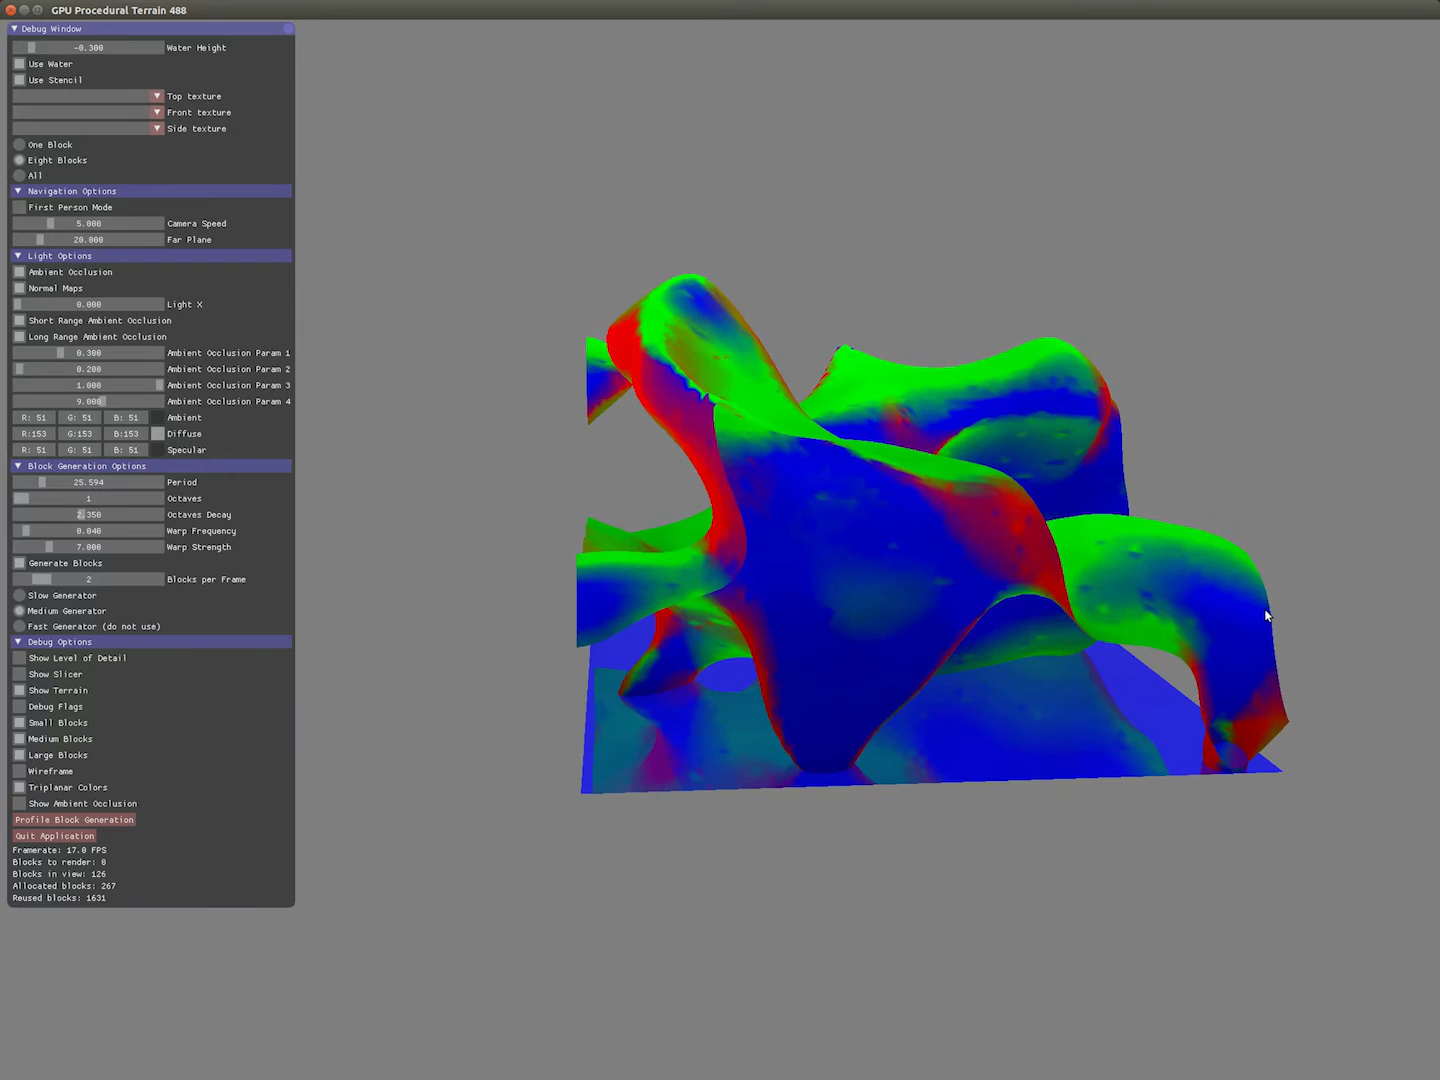 GPU Procedural Terrain 488
Debug Window
-0.300 Water Height
Use Water
Use Stencil
Top texture
Front texture
Side texture
One Block
Eight Blocks
All
Navigation Options
First Person Mode
5.000 Camera Speed
20.000 Far Plane
Light Options
Ambient Occlusion
Normal Maps
0.000 Light X
Short Range Ambient Occlusion
Long Range Ambient Occlusion
0.300 Ambient Occlusion Param 1
0.200 Ambient Occlusion Param 2
1.000 Ambient Occlusion Param 3
9.000 Ambient Occlusion Param 4
R: 51 G: 51 B: 51 Ambient
R:153 G:153 B:153 Diffuse
R: 51 G: 51 B: 51 Specular
Block Generation Options
25.594 Period
1 Octaves
2.350 Octaves Decay
0.040 Warp Frequency
7.000 Warp Strength
Generate Blocks
2 Blocks per Frame
Slow Generator
Medium Generator
Fast Generator (do not use)
Debug Options
Show Level of Detail
Show Slicer
Show Terrain
Debug Flags
Small Blocks
Medium Blocks
Large Blocks
Wireframe
Triplanar Colors
Show Ambient Occlusion
Profile Block Generation
Quit Application
Framerate: 17.0 FPS
Blocks to render: 0
Blocks in view: 126
Allocated blocks: 267
Reused blocks: 1631